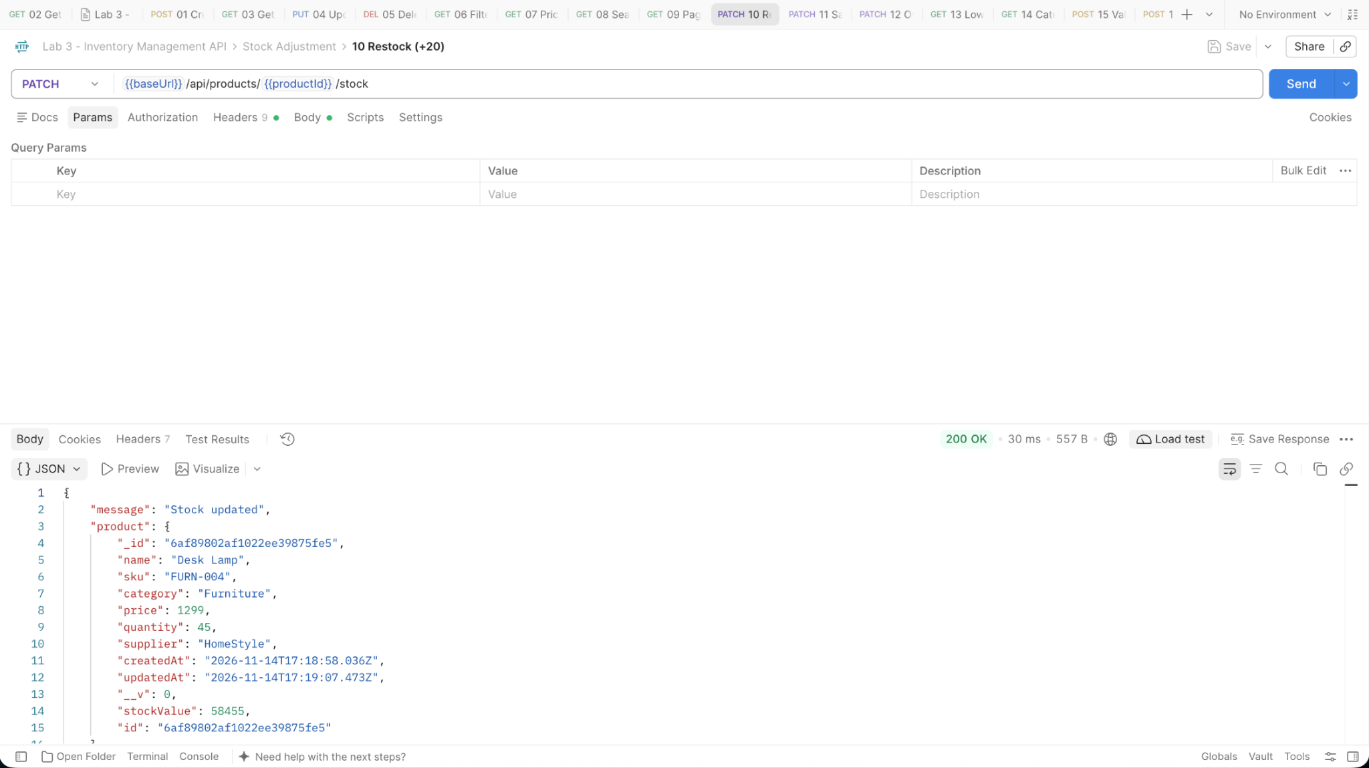 GET 02 Get Lab 3 - POST 01 Cr GET 03 Get PUT 04 Upd DEL 05 Dele GET 06 Filt GET 07 Pric GET 08 Sea GET 09 Pag PATCH 10 R PATCH 11 Sa PATCH 12 O GET 13 Low GET 14 Cat POST 15 Val POST 1 No Environment
HTTP Lab 3 - Inventory Management API > Stock Adjustment > 10 Restock (+20) Save Share
PATCH {{baseUrl}} /api/products/ {{productId}} /stock Send
Docs Params Authorization Headers 9 Body Scripts Settings Cookies
Query Params
Key Value Description Bulk Edit
Key Value Description
Body Cookies Headers 7 Test Results 200 OK 30 ms 557 B Load test e.g. Save Response
{} JSON Preview Visualize
1 {
2 "message": "Stock updated",
3 "product": {
4 "_id": "6af89802af1022ee39875fe5",
5 "name": "Desk Lamp",
6 "sku": "FURN-004",
7 "category": "Furniture",
8 "price": 1299,
9 "quantity": 45,
10 "supplier": "HomeStyle",
11 "createdAt": "2026-11-14T17:18:58.036Z",
12 "updatedAt": "2026-11-14T17:19:07.473Z",
13 "__v": 0,
14 "stockValue": 58455,
15 "id": "6af89802af1022ee39875fe5"
Open Folder Terminal Console Need help with the next steps? Globals Vault Tools